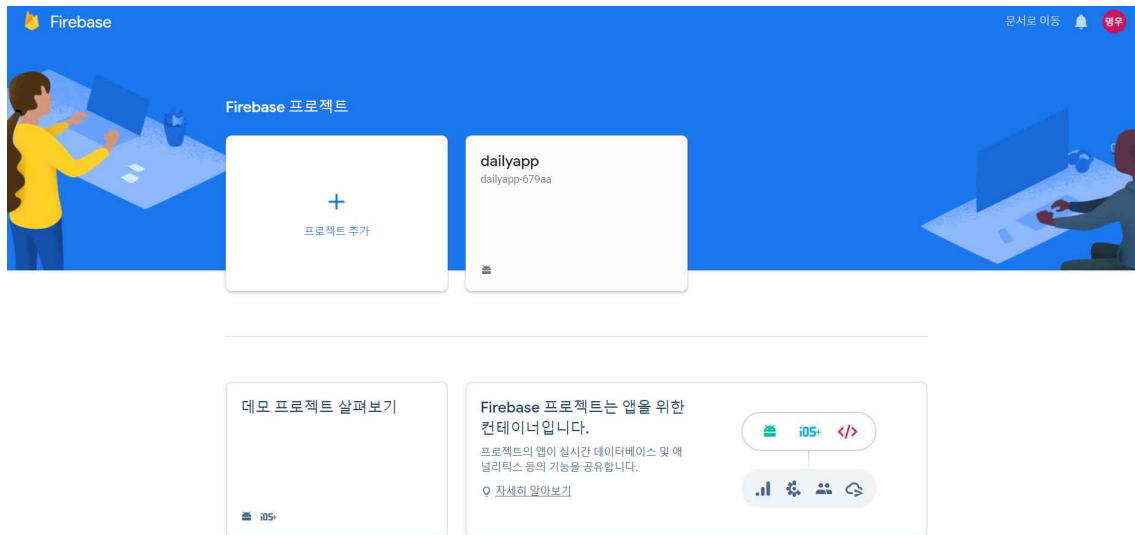 Firebase
문서로 이동
명우
Firebase 프로젝트
프로젝트 추가
dailyapp
dailyapp-679aa
데모 프로젝트 살펴보기
iOS+
Firebase 프로젝트는 앱을 위한
컨테이너입니다.
프로젝트의 앱이 실시간 데이터베이스 및 애
널리틱스 등의 기능을 공유합니다.
자세히 알아보기
iOS+